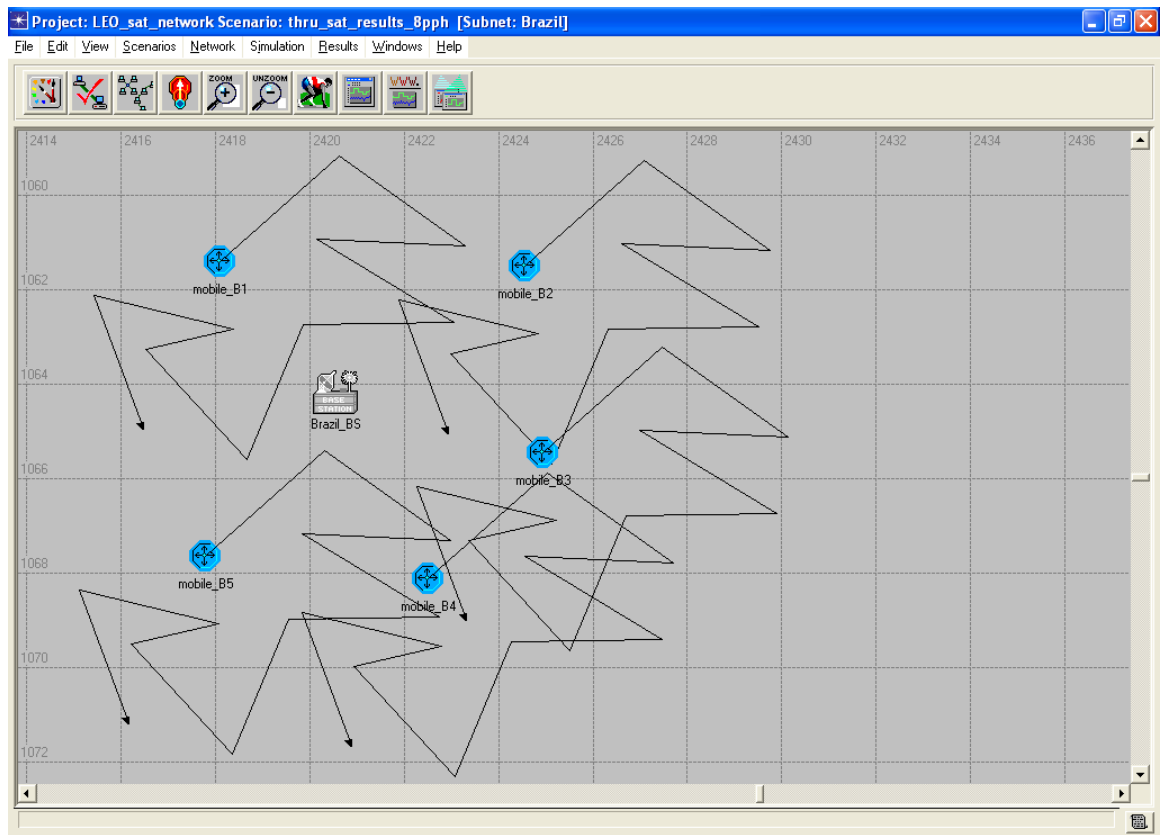 Project: LEO_sat_network Scenario: thru_sat_results_8pph [Subnet: Brazil]
File Edit View Scenarios Network Simulation Results Windows Help
ZOOM UNZOOM WWW.
2414 2416 2418 2420 2422 2424 2426 2428 2430 2432 2434 2436
1060
mobile_B1
mobile_B2
1062
1064
BASE
STATION
Brazil_BS
1066
mobile_B3
mobile_B5
1068
mobile_B4
1070
1072